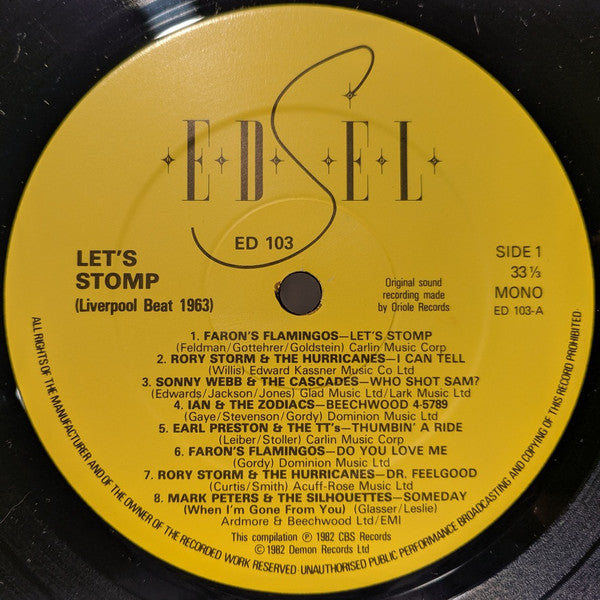 EDSEL
ED 103
LET'S
STOMP
(Liverpool Beat 1963)
Original sound
recording made
by Oriole Records
SIDE 1
33 ⅓
MONO
ED 103-A
1. FARON'S FLAMINGOS—LET'S STOMP
(Feldman/Gottehrer/Goldstein) Carlin Music Corp
2. RORY STORM & THE HURRICANES—I CAN TELL
(Willis) Edward Kassner Music Co Ltd
3. SONNY WEBB & THE CASCADES—WHO SHOT SAM?
(Edwards/Jackson/Jones) Glad Music Ltd/Lark Music Ltd
4. IAN & THE ZODIACS—BEECHWOOD 4-5789
(Gaye/Stevenson/Gordy) Dominion Music Ltd
5. EARL PRESTON & THE TT's—THUMBIN' A RIDE
(Leiber/Stoller) Carlin Music Corp
6. FARON'S FLAMINGOS—DO YOU LOVE ME
(Gordy) Dominion Music Ltd
7. RORY STORM & THE HURRICANES—DR. FEELGOOD
(Curtis/Smith) Acuff-Rose Music Ltd
8. MARK PETERS & THE SILHOUETTES—SOMEDAY
(When I'm Gone From You) (Glasser/Leslie)
Ardmore & Beechwood Ltd/EMI
This compilation ℗ 1982 CBS Records
© 1982 Demon Records Ltd
ALL RIGHTS OF THE MANUFACTURER AND OF THE OWNER OF THE RECORDED WORK RESERVED · UNAUTHORISED PUBLIC PERFORMANCE BROADCASTING AND COPYING OF THIS RECORD PROHIBITED.